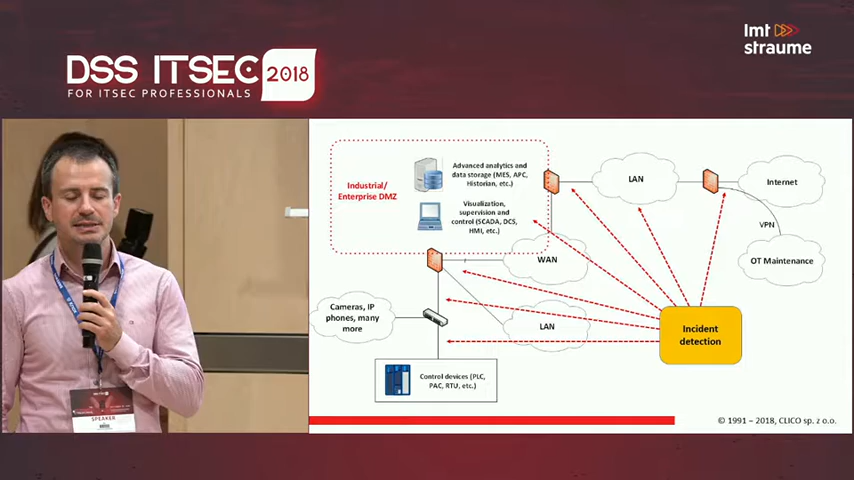 lmt
straume
DSS ITSEC 2018
FOR ITSEC PROFESSIONALS
Industrial/
Enterprise DMZ
Advanced analytics and
data storage (MES, APC,
Historian, etc.)
Visualization,
supervision and
control (SCADA, DCS,
HMI, etc.)
LAN
Internet
VPN
OT Maintenance
WAN
Cameras, IP
phones, many
more
LAN
Incident
detection
Control devices (PLC,
PAC, RTU, etc.)
SPEAKER
© 1991 – 2018, CLICO sp. z o.o.